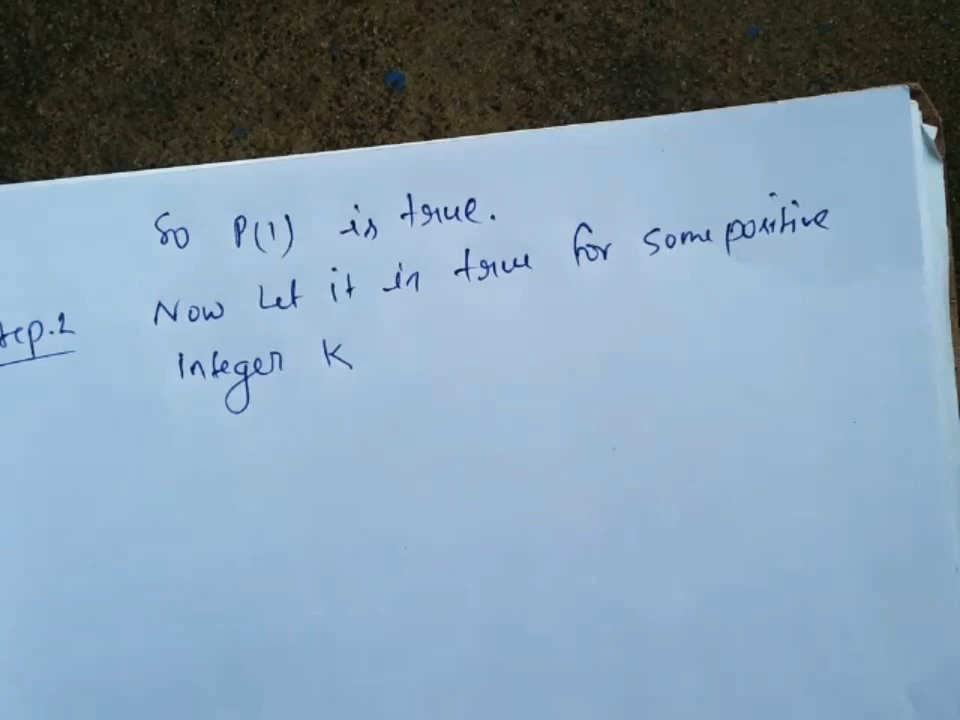 So P(1) is true.
Now Let it is true for some positive
tep.2
Integer K